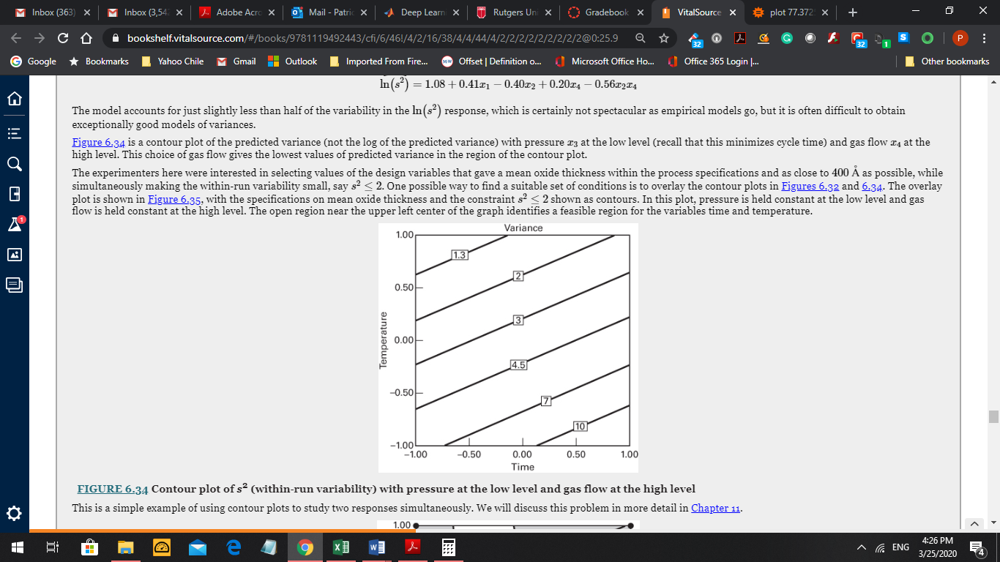 Inbox (363)
Inbox (3,54
Adobe Acro
Mail - Patric
Deep Learn
Rutgers Un
Gradebook
VitalSource
plot 77.372
bookshelf.vitalsource.com/#/books/9781119492443/cfi/6/46!/4/2/16/38/4/4/44/4/2/2/2/2/2/2/2/2/2@0:25.9
32
32
1
P
Google
Bookmarks
Yahoo Chile
Gmail
Outlook
Imported From Fire...
Offset | Definition o...
Microsoft Office Ho...
Office 365 Login |...
Other bookmarks
ln(s²) = 1.08 + 0.41x₁ − 0.40x₂ + 0.20x₄ − 0.56x₂x₄
The model accounts for just slightly less than half of the variability in the ln(s²) response, which is certainly not spectacular as empirical models go, but it is often difficult to obtain
exceptionally good models of variances.
Figure 6.34 is a contour plot of the predicted variance (not the log of the predicted variance) with pressure x₃ at the low level (recall that this minimizes cycle time) and gas flow x₄ at the
high level. This choice of gas flow gives the lowest values of predicted variance in the region of the contour plot.
The experimenters here were interested in selecting values of the design variables that gave a mean oxide thickness within the process specifications and as close to 400 Å as possible, while
simultaneously making the within-run variability small, say s² ≤ 2. One possible way to find a suitable set of conditions is to overlay the contour plots in Figures 6.32 and 6.34. The overlay
plot is shown in Figure 6.35, with the specifications on mean oxide thickness and the constraint s² ≤ 2 shown as contours. In this plot, pressure is held constant at the low level and gas
flow is held constant at the high level. The open region near the upper left center of the graph identifies a feasible region for the variables time and temperature.
1
Variance
1.00
1.3
2
0.50
3
0.00
Temperature
4.5
−0.50
7
10
−1.00
−1.00 −0.50 0.00 0.50 1.00
Time
FIGURE 6.34 Contour plot of s² (within-run variability) with pressure at the low level and gas flow at the high level
This is a simple example of using contour plots to study two responses simultaneously. We will discuss this problem in more detail in Chapter 11.
1.00
ENG
4:26 PM
3/25/2020
4